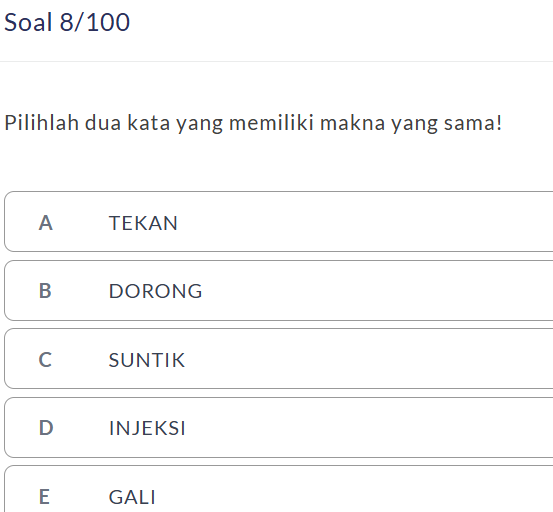 Soal 8/100
Pilihlah dua kata yang memiliki makna yang sama!
A TEKAN
B DORONG
C SUNTIK
D INJEKSI
E GALI